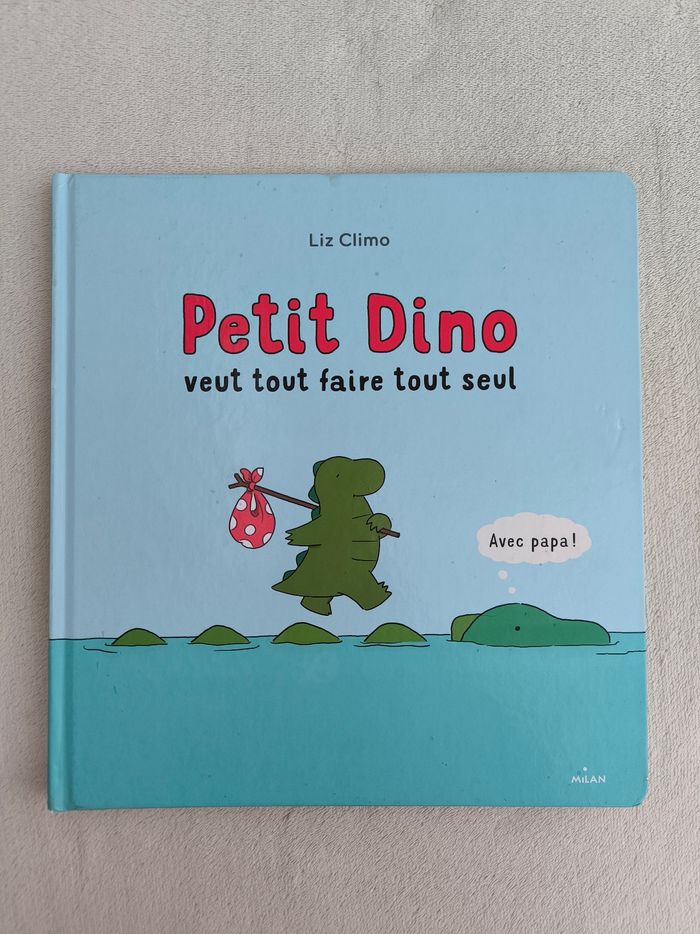 Liz Climo
Petit Dino
veut tout faire tout seul
Avec papa !
MiLAN